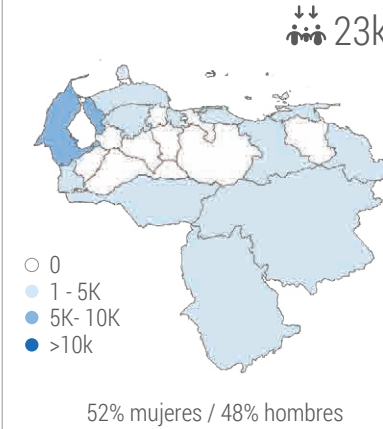 23k
0
1 - 5K
5K- 10K
>10k
52% mujeres / 48% hombres